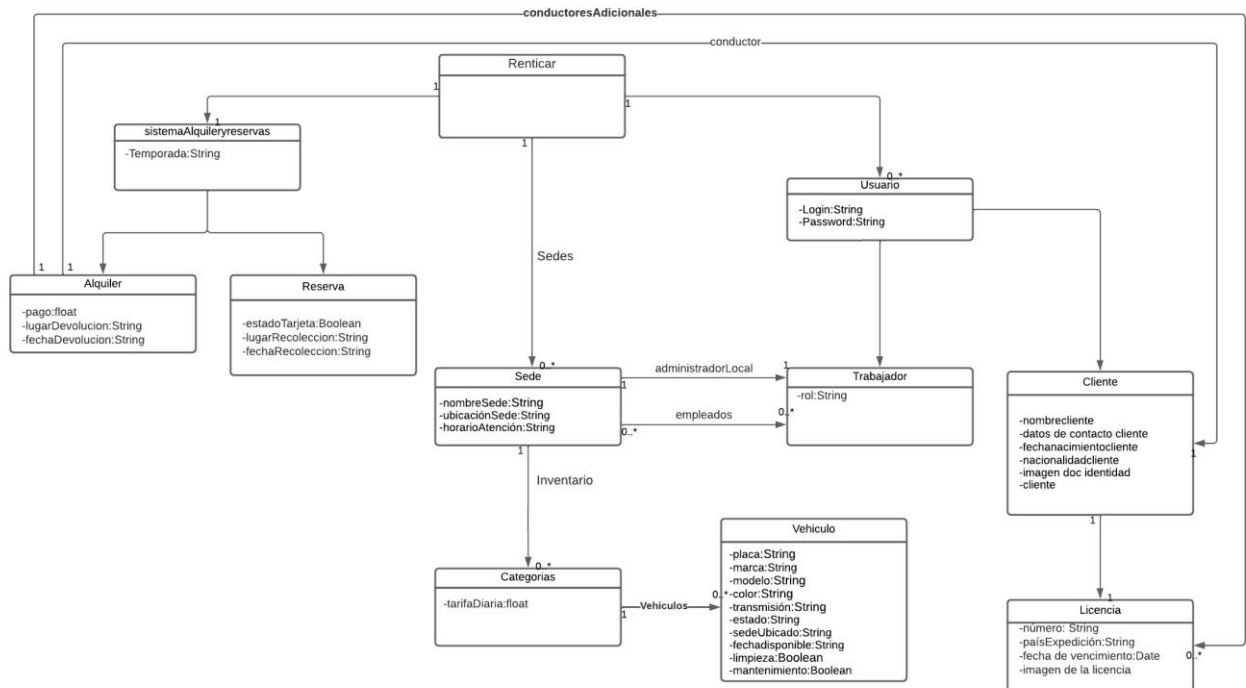 conductoresAdicionales
conductor
Renticar
1
1
1
1
sistemaAlquileryreservas
-Temporada:String
0..*
Usuario
-Login:String
-Password:String
Sedes
1
1
Alquiler
-pago:float
-lugarDevolucion:String
-fechaDevolucion:String
Reserva
-estadoTarjeta:Boolean
-lugarRecoleccion:String
-fechaRecoleccion:String
0..*
Sede
-nombreSede:String
-ubicaciónSede:String
-horarioAtención:String
1
administradorLocal
1
0..*
empleados
0..*
Trabajador
-rol:String
Cliente
-nombrecliente
-datos de contacto cliente
-fechanacimientocliente
-nacionalidadcliente
-imagen doc identidad
-cliente
1
1
Inventario
1
0..*
Categorias
-tarifaDiaria:float
1
Vehiculos
0..*
Vehiculo
-placa:String
-marca:String
-modelo:String
-color:String
-transmisión:String
-estado:String
-sedeUbicado:String
-fechadisponible:String
-limpieza:Boolean
-mantenimiento:Boolean
1
Licencia
-número: String
-paísExpedición:String
-fecha de vencimiento:Date
-imagen de la licencia
0..*